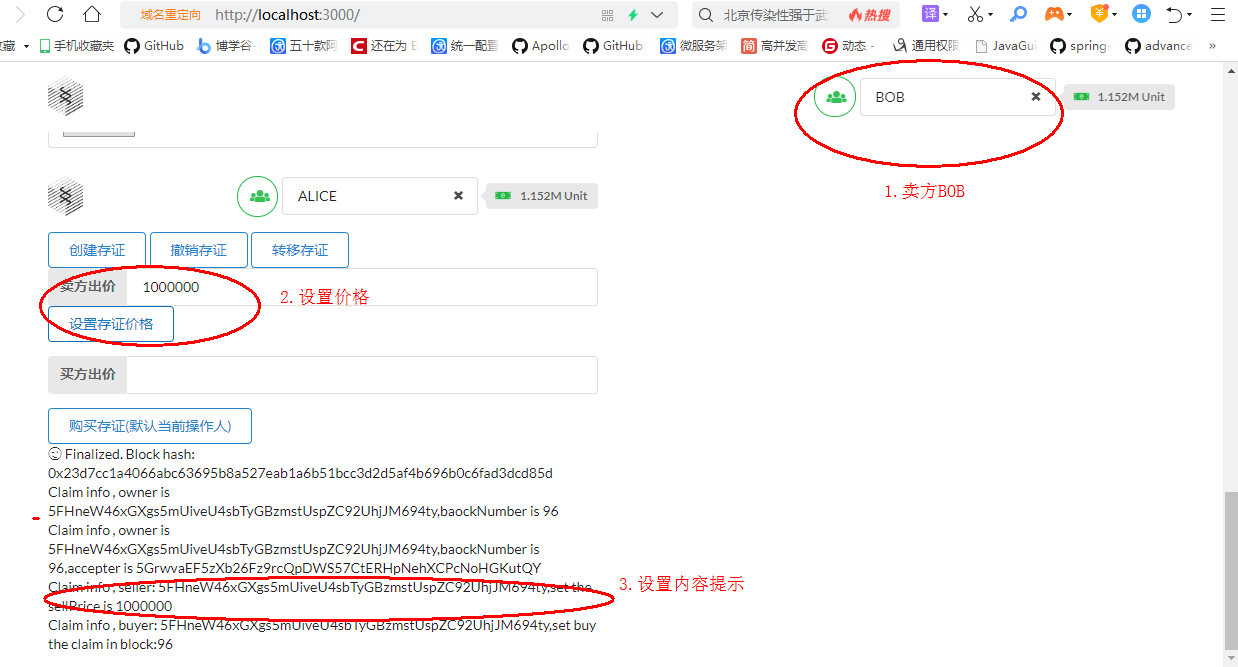 域名重定向 http://localhost:3000/ 北京传染性强于武 热搜 译
藏 手机收藏夹 GitHub 博学谷 五十款阿 还在为 E 统一配置 Apollo GitHub 微服务架 简 高并发高 动态 - 通用权限 JavaGui spring- advance »
BOB 1.152M Unit
1. 卖方BOB
ALICE 1.152M Unit
创建存证 撤销存证 转移存证
卖方出价 1000000
2. 设置价格
设置存证价格
买方出价
购买存证(默认当前操作人)
Finalized. Block hash:
0x23d7cc1a4066abc63695b8a527eab1a6b51bcc3d2d5af4b696b0c6fad3dcd85d
Claim info , owner is
5FHneW46xGXgs5mUiveU4sbTyGBzmstUspZC92UhjJM694ty,baockNumber is 96
Claim info , owner is
5FHneW46xGXgs5mUiveU4sbTyGBzmstUspZC92UhjJM694ty,baockNumber is
96,accepter is 5GrwvaEF5zXb26Fz9rcQpDWS57CtERHpNehXCPcNoHGKutQY
Claim info , seller: 5FHneW46xGXgs5mUiveU4sbTyGBzmstUspZC92UhjJM694ty,set the
3. 设置内容提示
sellPrice is 1000000
Claim info , buyer: 5FHneW46xGXgs5mUiveU4sbTyGBzmstUspZC92UhjJM694ty,set buy
the claim in block:96